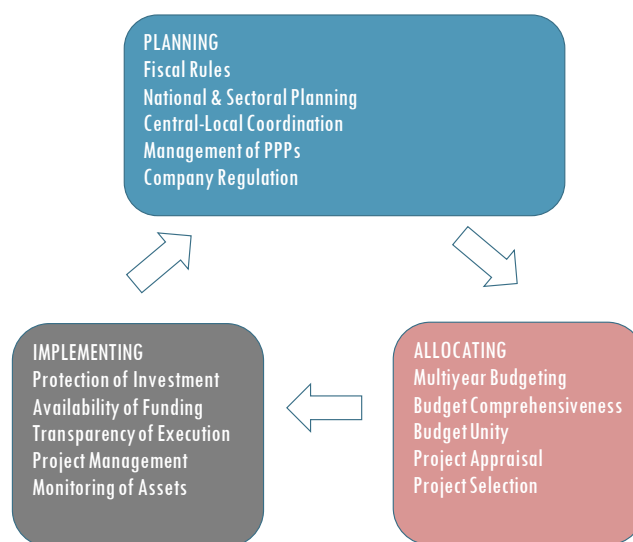 PLANNING
Fiscal Rules
National & Sectoral Planning
Central-Local Coordination
Management of PPPs
Company Regulation
IMPLEMENTING
Protection of Investment
Availability of Funding
Transparency of Execution
Project Management
Monitoring of Assets
ALLOCATING
Multiyear Budgeting
Budget Comprehensiveness
Budget Unity
Project Appraisal
Project Selection